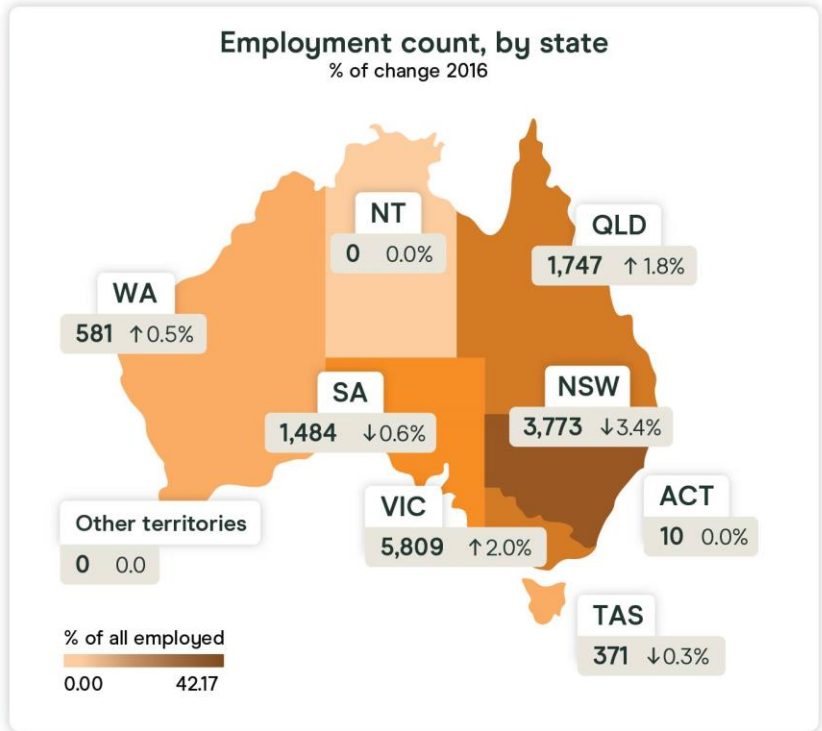 Employment count, by state
% of change 2016
NT
0 0.0%
QLD
1,747 ↑1.8%
WA
581 ↑0.5%
SA
1,484 ↓0.6%
NSW
3,773 ↓3.4%
VIC
5,809 ↑2.0%
ACT
10 0.0%
Other territories
0 0.0
TAS
371 ↓0.3%
% of all employed
0.00 42.17